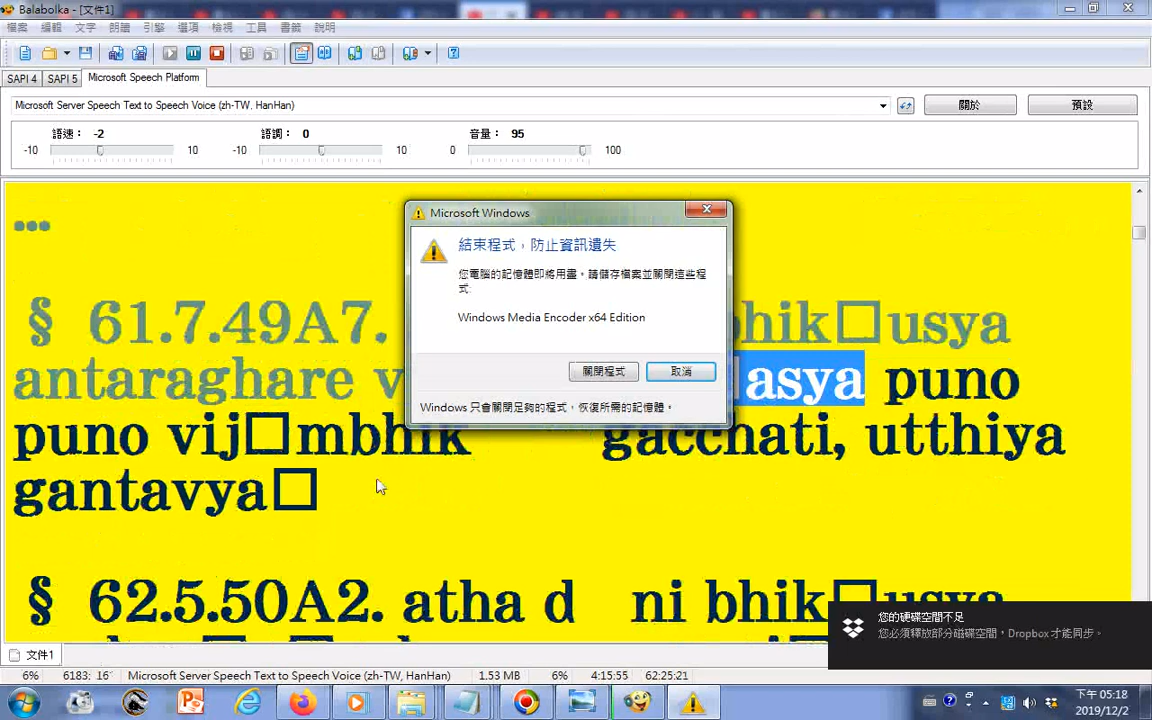 Balabolka - [文件1]
檔案 編輯 文字 朗讀 引擎 選項 檢視 工具 書籤 說明
SAPI 4 SAPI 5 Microsoft Speech Platform
Microsoft Server Speech Text to Speech Voice (zh-TW, HanHan) 關於 預設
語速： -2 語調： 0 音量： 95
-10 10 -10 10 0 100
...
§ 61.7.49A7. bhik□usya
antaraghare v asya puno
puno vij□mbhik gacchati, utthiya
gantavya□
§ 62.5.50A2. atha d ni bhik□usya
Microsoft Windows
結束程式，防止資訊遺失
您電腦的記憶體即將用盡。請儲存檔案並關閉這些程
式:
Windows Media Encoder x64 Edition
關閉程式 取消
Windows 只會關閉足夠的程式，恢復所需的記憶體。
您的硬碟空間不足
您必須釋放部分磁碟空間，Dropbox 才能同步。
文件1
6% 6183: 16 Microsoft Server Speech Text to Speech Voice (zh-TW, HanHan) 1.53 MB 6% 4:15:55 62:25:21
下午 05:18
2019/12/2